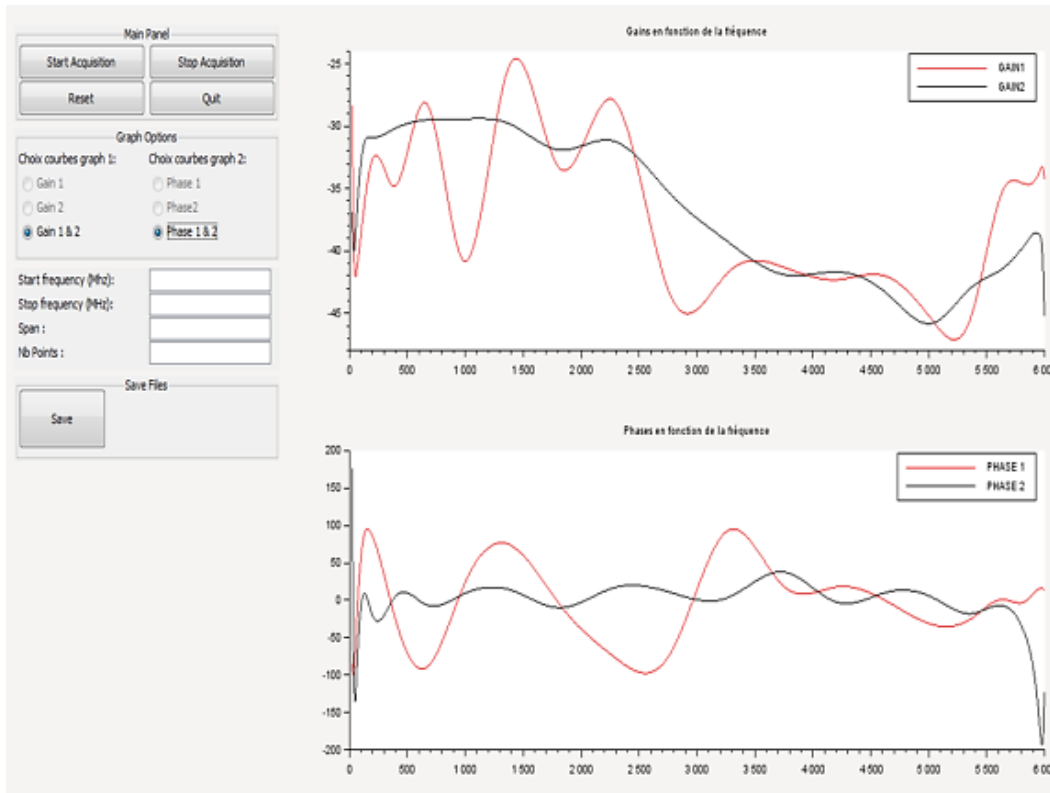 Main Panel
Start Acquisition Stop Acquisition
Reset Quit
Graph Options
Choix courbes graph 1: Choix courbes graph 2:
Gain 1 Phase 1
Gain 2 Phase2
Gain 1 & 2 Phase 1 & 2
Start frequency (Mhz):
Stop frequency (MHz):
Span :
Nb Points :
Save Files
Save
Gains en fonction de la fréquence
GAIN1
GAIN2
-25
-30
-35
-40
-45
0 500 1 000 1 500 2 000 2 500 3 000 3 500 4 000 4 500 5 000 5 500 6 00
Phases en fonction de la fréquence
PHASE 1
PHASE 2
200
150
100
50
0
-50
-100
-150
-200
0 500 1 000 1 500 2 000 2 500 3 000 3 500 4 000 4 500 5 000 5 500 6 00